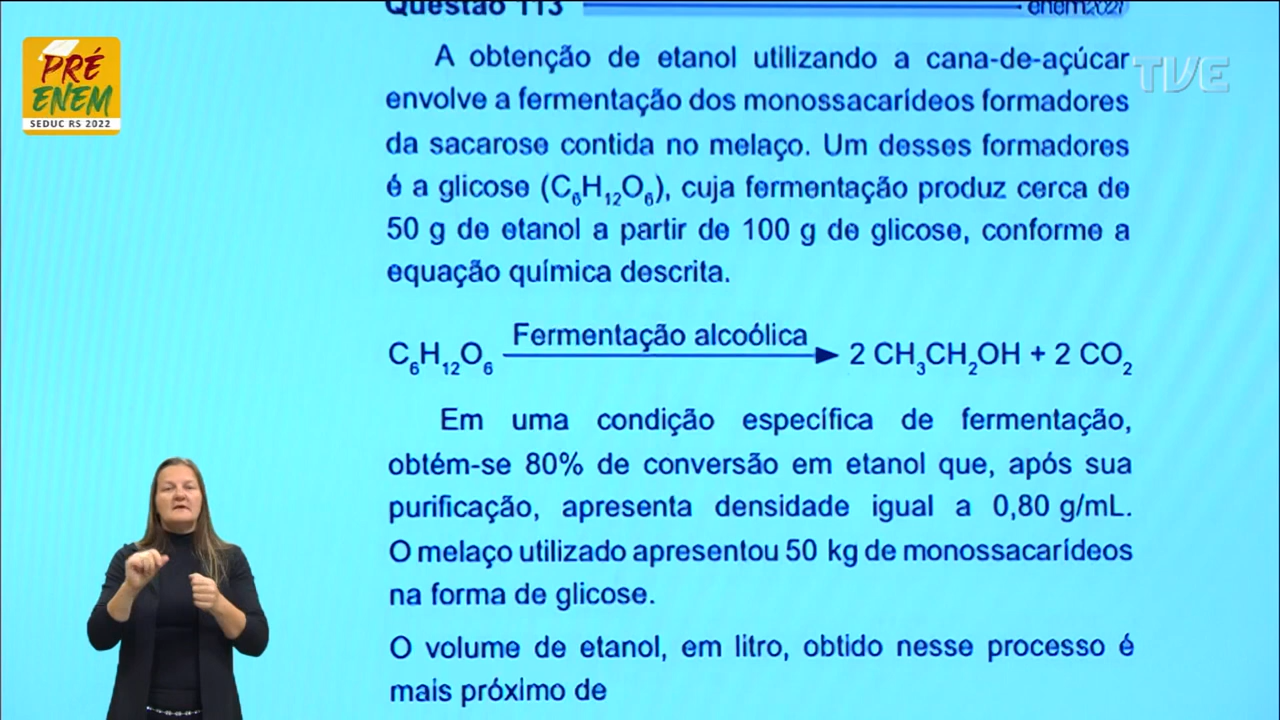 Questão 113
enem2021
PRÉ
ENEM
SEDUC RS 2022
TVE
A obtenção de etanol utilizando a cana-de-açúcar
envolve a fermentação dos monossacarídeos formadores
da sacarose contida no melaço. Um desses formadores
é a glicose (C₆H₁₂O₆), cuja fermentação produz cerca de
50 g de etanol a partir de 100 g de glicose, conforme a
equação química descrita.
Fermentação alcoólica
C₆H₁₂O₆ → 2 CH₃CH₂OH + 2 CO₂
Em uma condição específica de fermentação,
obtém-se 80% de conversão em etanol que, após sua
purificação, apresenta densidade igual a 0,80 g/mL.
O melaço utilizado apresentou 50 kg de monossacarídeos
na forma de glicose.
O volume de etanol, em litro, obtido nesse processo é
mais próximo de